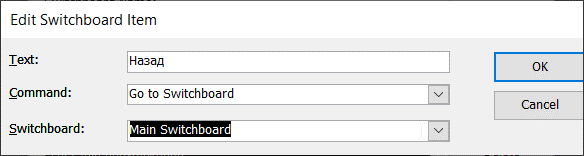 Edit Switchboard Item
Text: Назад OK
Command: Go to Switchboard Cancel
Switchboard: Main Switchboard